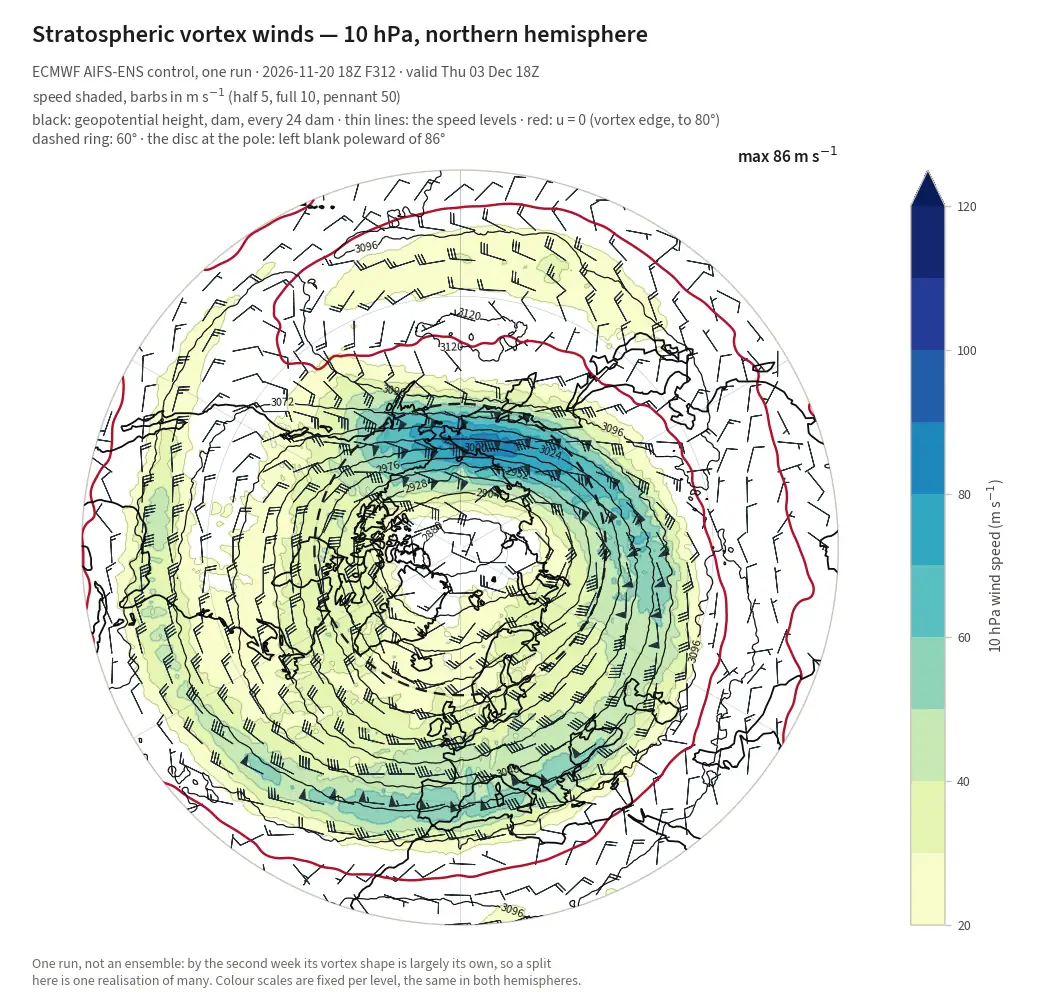 Stratospheric vortex winds — 10 hPa, northern hemisphere
ECMWF AIFS-ENS control, one run · 2026-11-20 18Z F312 · valid Thu 03 Dec 18Z
speed shaded, barbs in m s⁻¹ (half 5, full 10, pennant 50)
black: geopotential height, dam, every 24 dam · thin lines: the speed levels · red: u = 0 (vortex edge, to 80°)
dashed ring: 60° · the disc at the pole: left blank poleward of 86°
max 86 m s⁻¹
120
100
80
60
40
20
10 hPa wind speed (m s⁻¹)
3096
3120
3120
3072
3096
3096
2976
2928
3096
3096
One run, not an ensemble: by the second week its vortex shape is largely its own, so a split
here is one realisation of many. Colour scales are fixed per level, the same in both hemispheres.